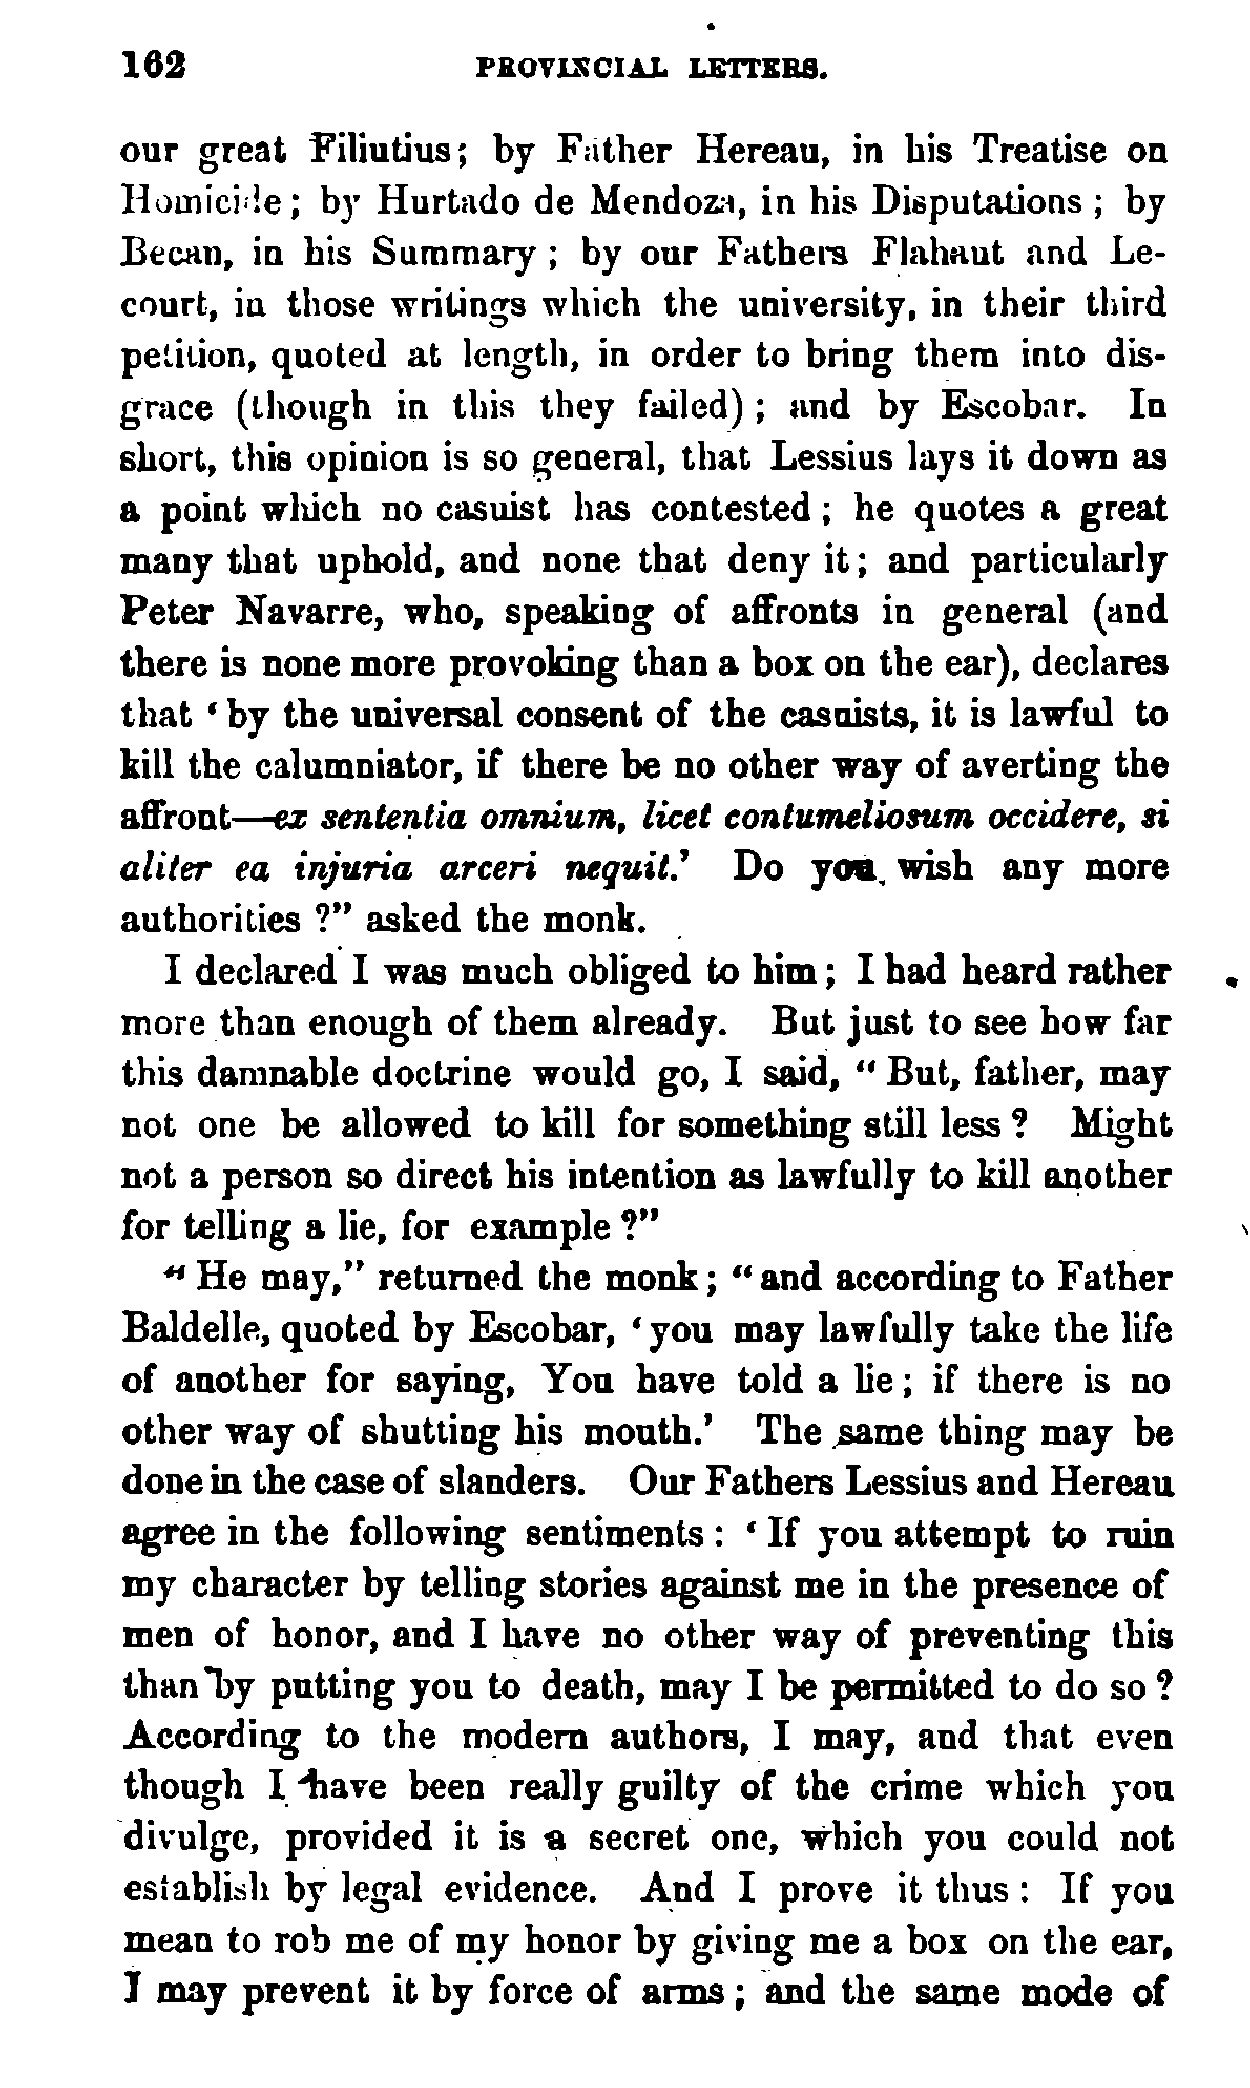 162 PROVINCIAL LETTERS.
our great Filiutius; by Father Hereau, in his Treatise on
Homicide; by Hurtado de Mendoza, in his Disputations; by
Becan, in his Summary; by our Fathers Flahaut and Le-
court, in those writings which the university, in their third
petition, quoted at length, in order to bring them into dis-
grace (though in this they failed); and by Escobar. In
short, this opinion is so general, that Lessius lays it down as
a point which no casuist has contested; he quotes a great
many that uphold, and none that deny it; and particularly
Peter Navarre, who, speaking of affronts in general (and
there is none more provoking than a box on the ear), declares
that 'by the universal consent of the casuists, it is lawful to
kill the calumniator, if there be no other way of averting the
affront—ex sententia omnium, licet contumeliosum occidere, si
aliter ea injuria arceri nequit.' Do you wish any more
authorities?" asked the monk.
I declared I was much obliged to him; I had heard rather
more than enough of them already. But just to see how far
this damnable doctrine would go, I said, "But, father, may
not one be allowed to kill for something still less? Might
not a person so direct his intention as lawfully to kill another
for telling a lie, for example?"
"He may," returned the monk; "and according to Father
Baldelle, quoted by Escobar, 'you may lawfully take the life
of another for saying, You have told a lie; if there is no
other way of shutting his mouth.' The same thing may be
done in the case of slanders. Our Fathers Lessius and Hereau
agree in the following sentiments: 'If you attempt to ruin
my character by telling stories against me in the presence of
men of honor, and I have no other way of preventing this
than by putting you to death, may I be permitted to do so?
According to the modern authors, I may, and that even
though I have been really guilty of the crime which you
divulge, provided it is a secret one, which you could not
establish by legal evidence. And I prove it thus: If you
mean to rob me of my honor by giving me a box on the ear,
I may prevent it by force of arms; and the same mode of